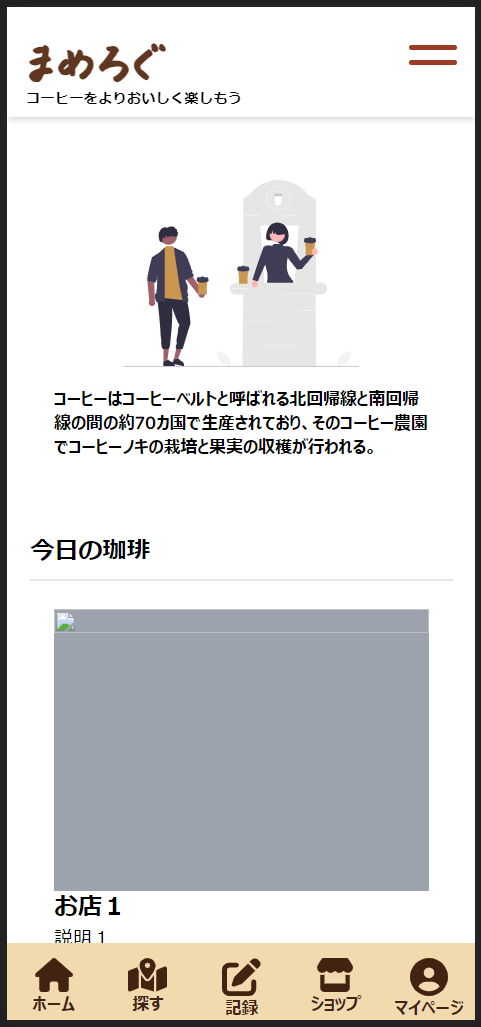 まめろぐ
コーヒーをよりおいしく楽しもう
コーヒーはコーヒーベルトと呼ばれる北回帰線と南回帰
線の間の約70カ国で生産されており、そのコーヒー農園
でコーヒーノキの栽培と果実の収穫が行われる。
今日の珈琲
お店１
説明１
ホーム
探す
記録
ショップ
マイページ